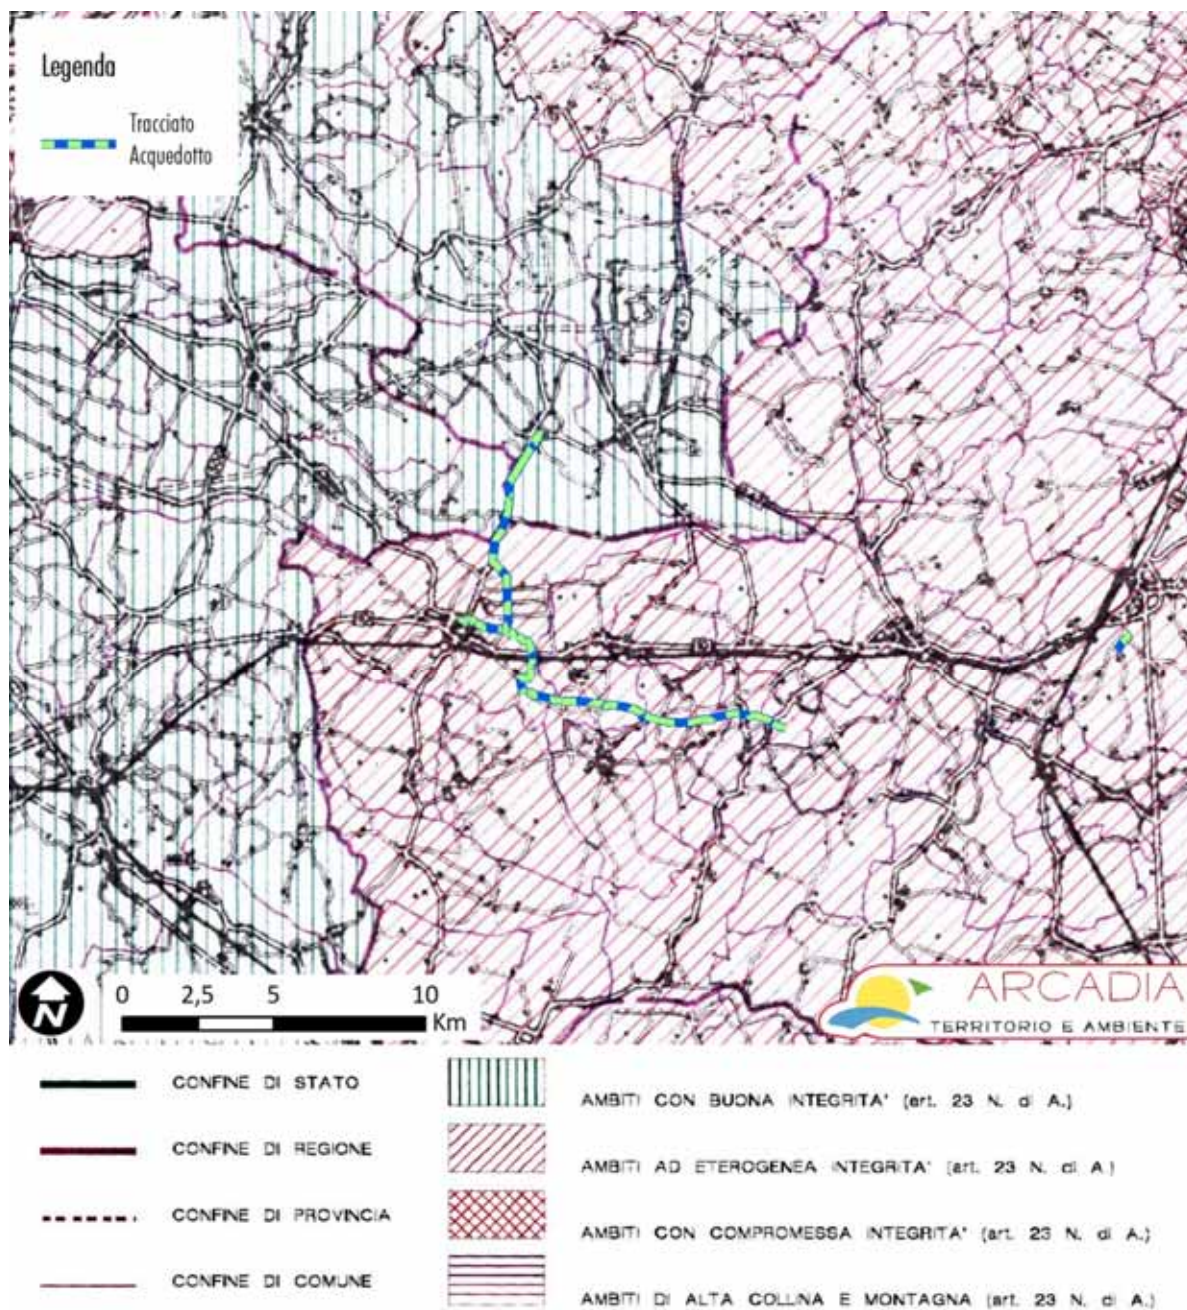 Legenda
Tracciato
Acquedotto
N
0 2,5 5 10
Km
ARCADIA
TERRITORIO E AMBIENTE
CONFINE DI STATO
CONFINE DI REGIONE
CONFINE DI PROVINCIA
CONFINE DI COMUNE
AMBITI CON BUONA INTEGRITA' (art. 23 N. di A.)
AMBITI AD ETEROGENEA INTEGRITA' (art. 23 N. di A.)
AMBITI CON COMPROMESSA INTEGRITA' (art. 23 N. di A.)
AMBITI DI ALTA COLLINA E MONTAGNA (art. 23 N. di A.)